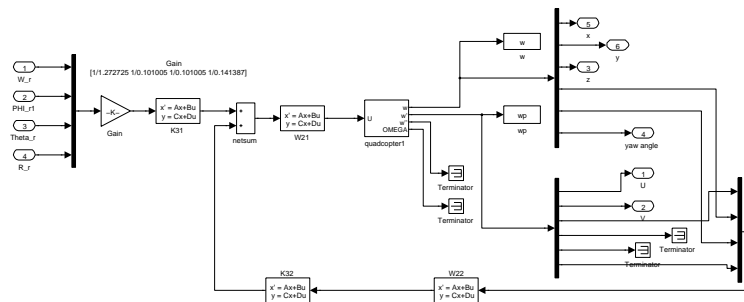 Gain
[1/1.272725 1/0.101005 1/0.101005 1/0.141387]
1
W_r
2
PHI_r1
3
Theta_r
4
R_r
-K-
Gain
x' = Ax+Bu
y = Cx+Du
K31
+
+
netsum
x' = Ax+Bu
y = Cx+Du
W21
U
w
w'
w''
OMEGA
quadcopter1
w
w
wp
wp
Terminator
Terminator
5
x
6
y
3
z
4
yaw angle
1
U
2
V
Terminator
Terminator
K32
x' = Ax+Bu
y = Cx+Du
W22
x' = Ax+Bu
y = Cx+Du